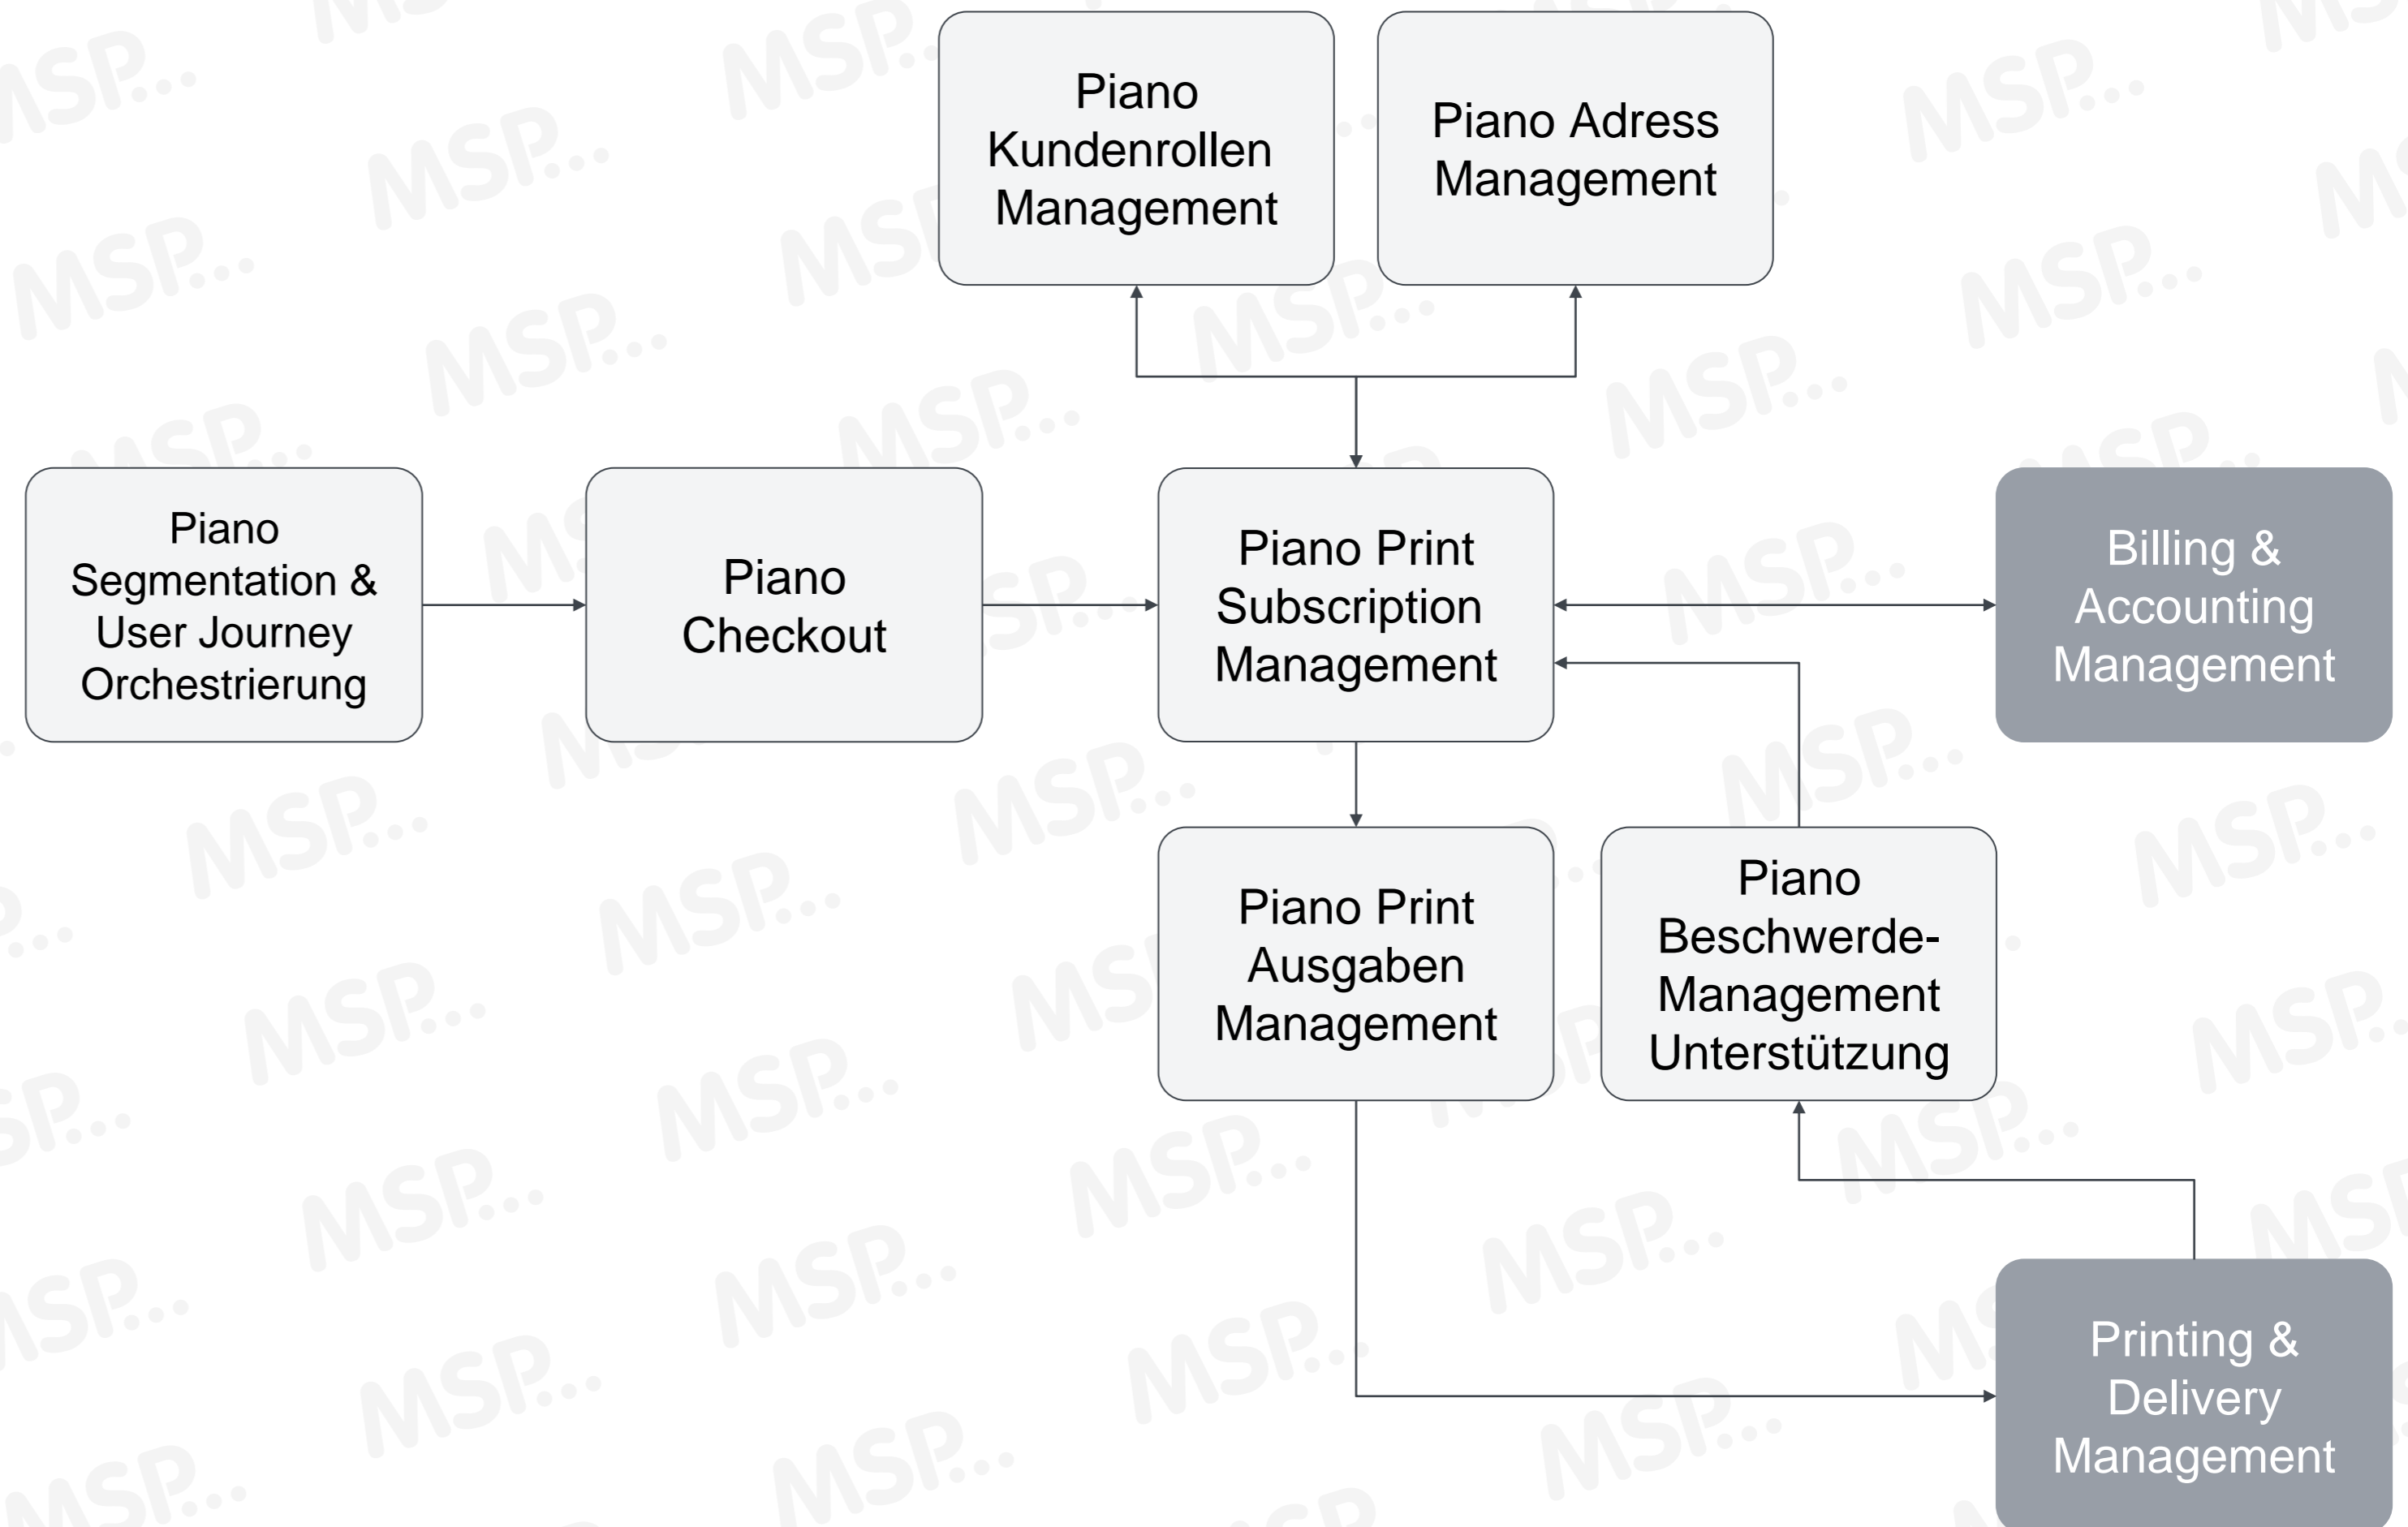 Piano
Kundenrollen
Management
Piano Adress
Management
Piano
Segmentation &
User Journey
Orchestrierung
Piano
Checkout
Piano Print
Subscription
Management
Billing &
Accounting
Management
Piano Print
Ausgaben
Management
Piano
Beschwerde-
Management
Unterstützung
Printing &
Delivery
Management
MSP...